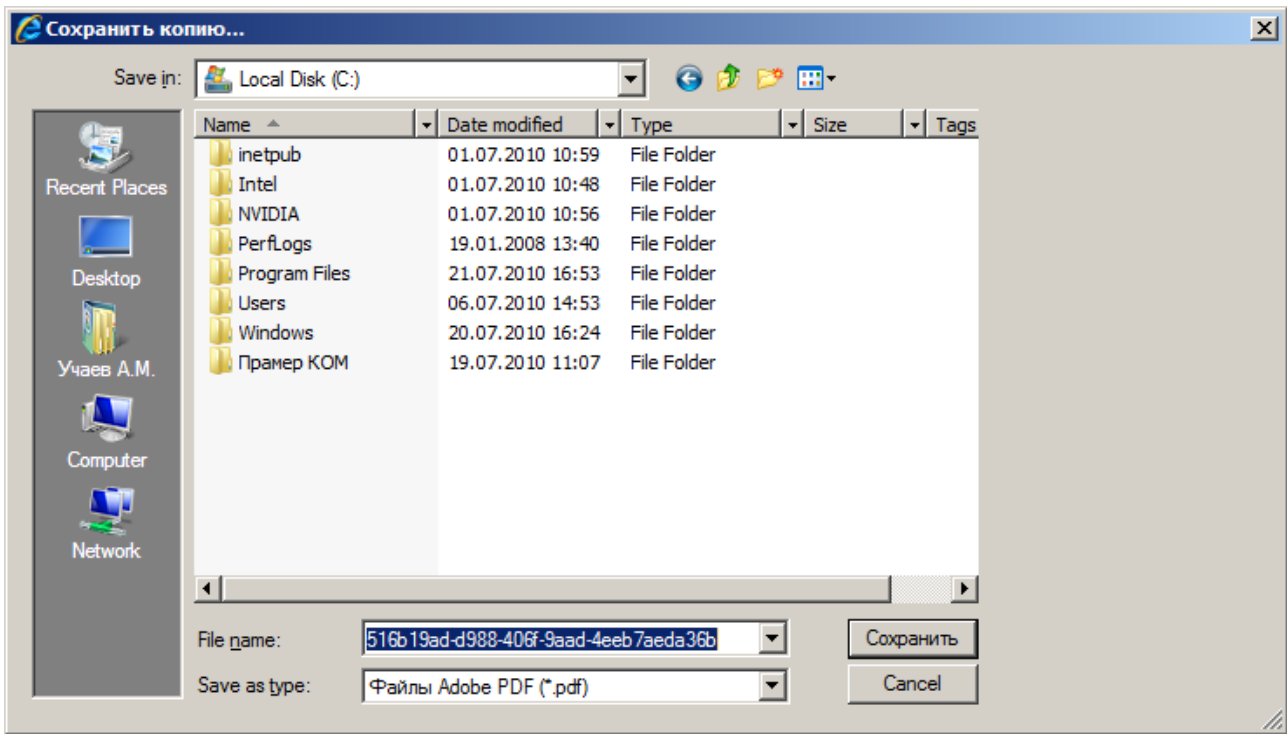 Сохранить копию...
Save in: Local Disk (C:)
Name Date modified Type Size Tags
inetpub 01.07.2010 10:59 File Folder
Intel 01.07.2010 10:48 File Folder
NVIDIA 01.07.2010 10:56 File Folder
PerfLogs 19.01.2008 13:40 File Folder
Program Files 21.07.2010 16:53 File Folder
Users 06.07.2010 14:53 File Folder
Windows 20.07.2010 16:24 File Folder
Прамер КОМ 19.07.2010 11:07 File Folder
Recent Places
Desktop
Учаев А.М.
Computer
Network
File name: 516b19ad-d988-406f-9aad-4eeb7aeda36b Сохранить
Save as type: Файлы Adobe PDF (*.pdf) Cancel